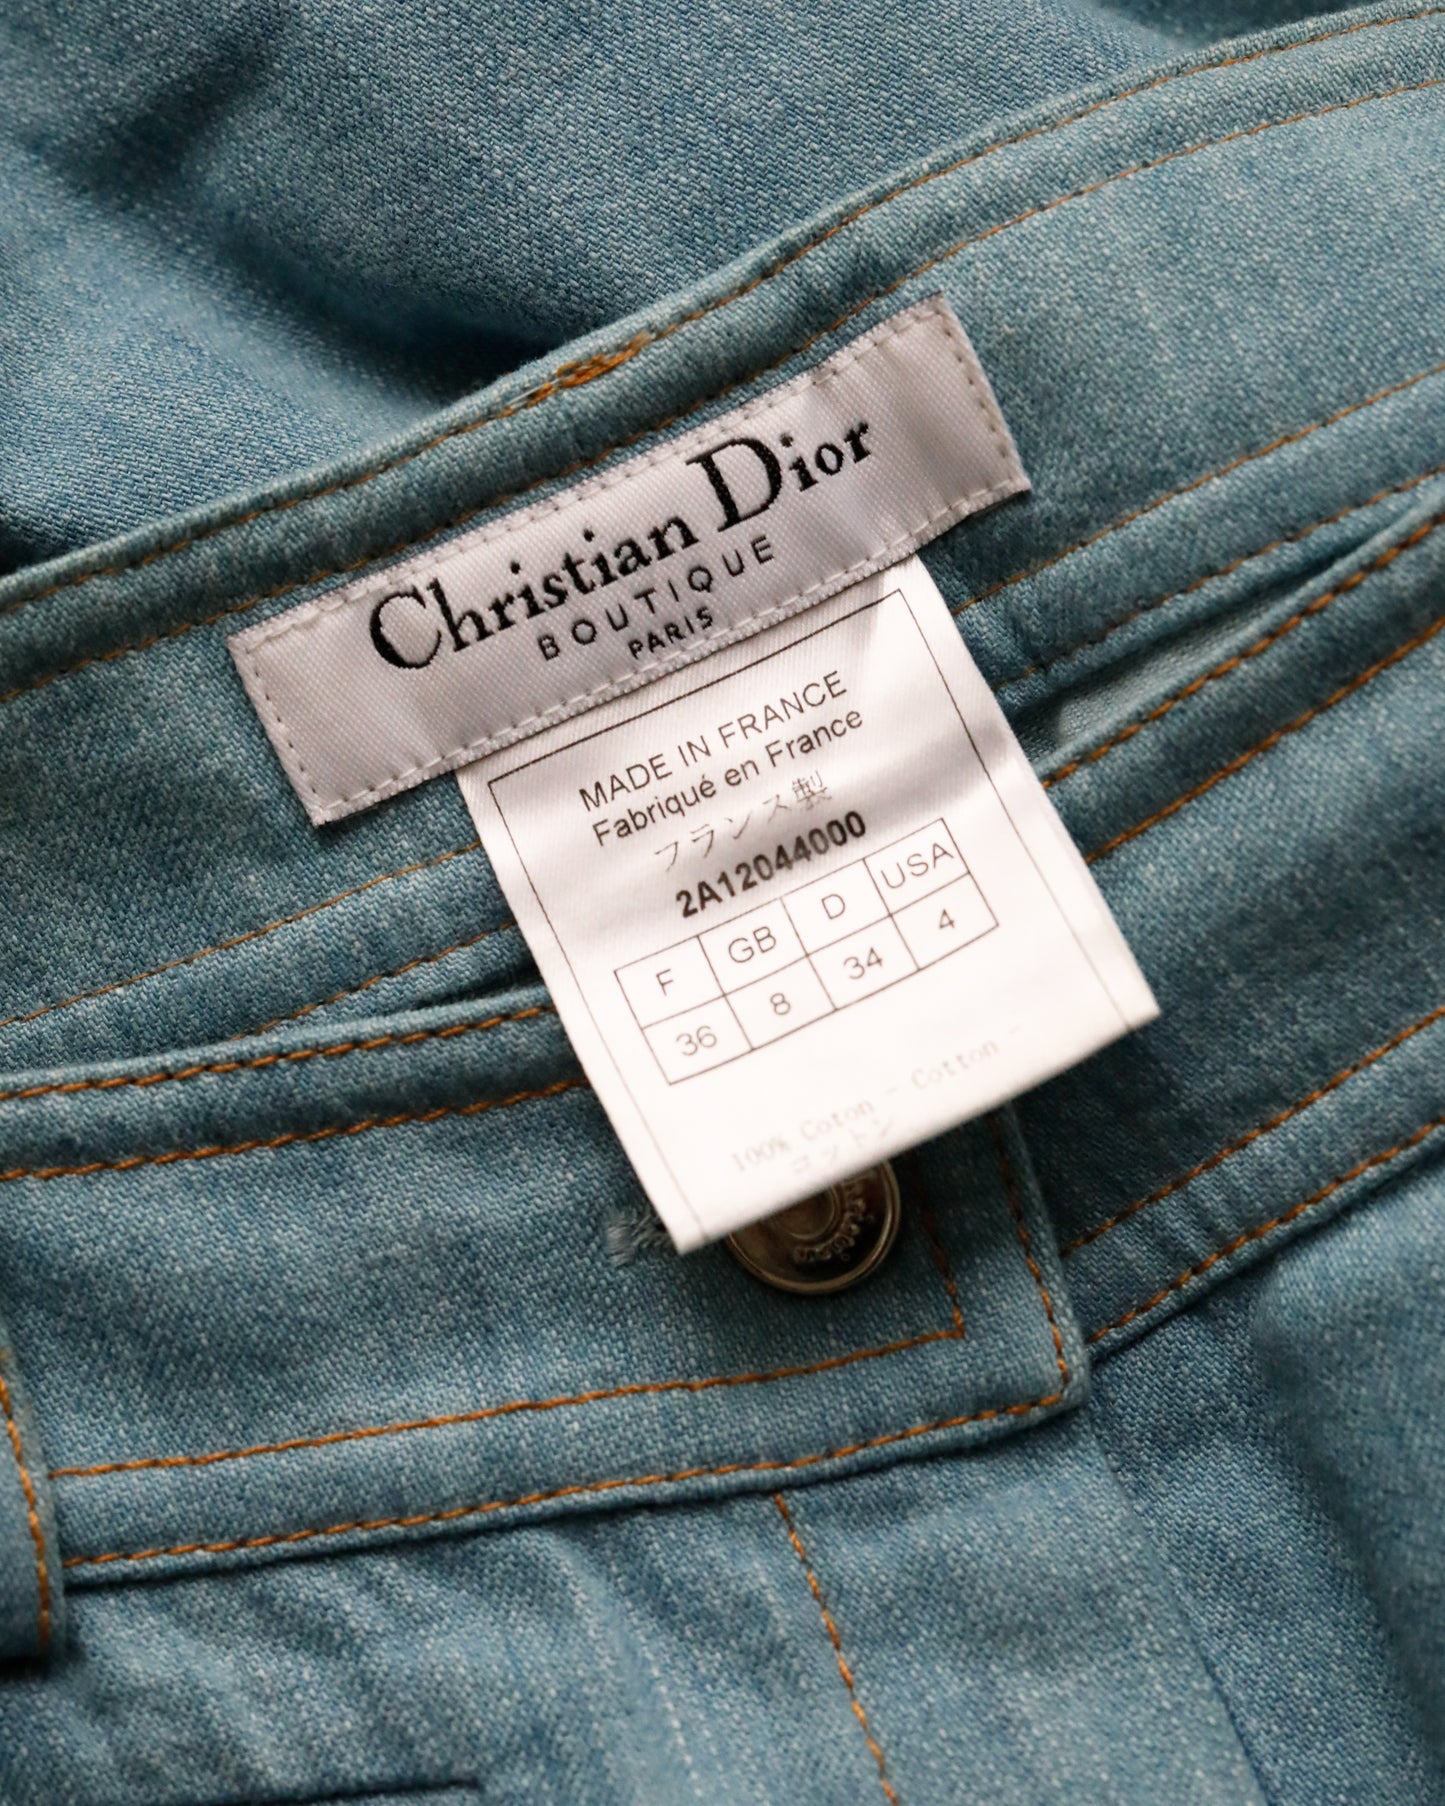 Christian Dior
BOUTIQUE
PARIS
MADE IN FRANCE
Fabriqué en France
フランス製
2A12044000
F GB D USA
36 8 34 4
100% Coton - Cotton -
コットン